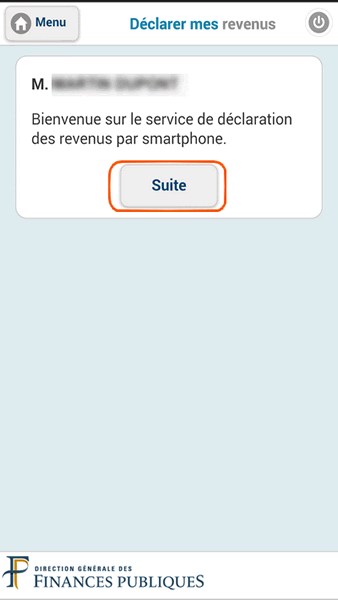 Menu
Déclarer mes revenus
M.
Bienvenue sur le service de déclaration
des revenus par smartphone.
Suite
DIRECTION GÉNÉRALE DES
FINANCES PUBLIQUES